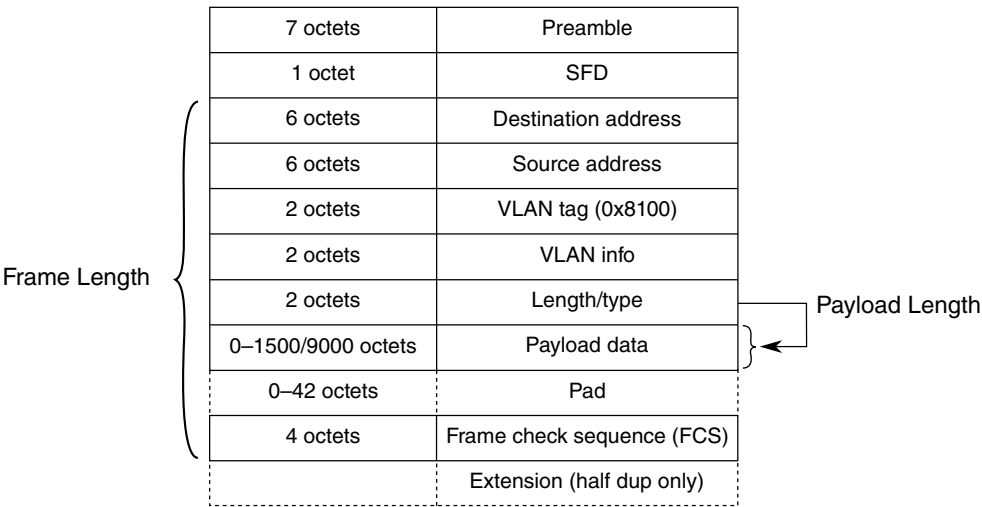 7 octets Preamble
1 octet SFD
6 octets Destination address
6 octets Source address
2 octets VLAN tag (0x8100)
2 octets VLAN info
Frame Length
2 octets Length/type
Payload Length
0–1500/9000 octets Payload data
0–42 octets Pad
4 octets Frame check sequence (FCS)
Extension (half dup only)